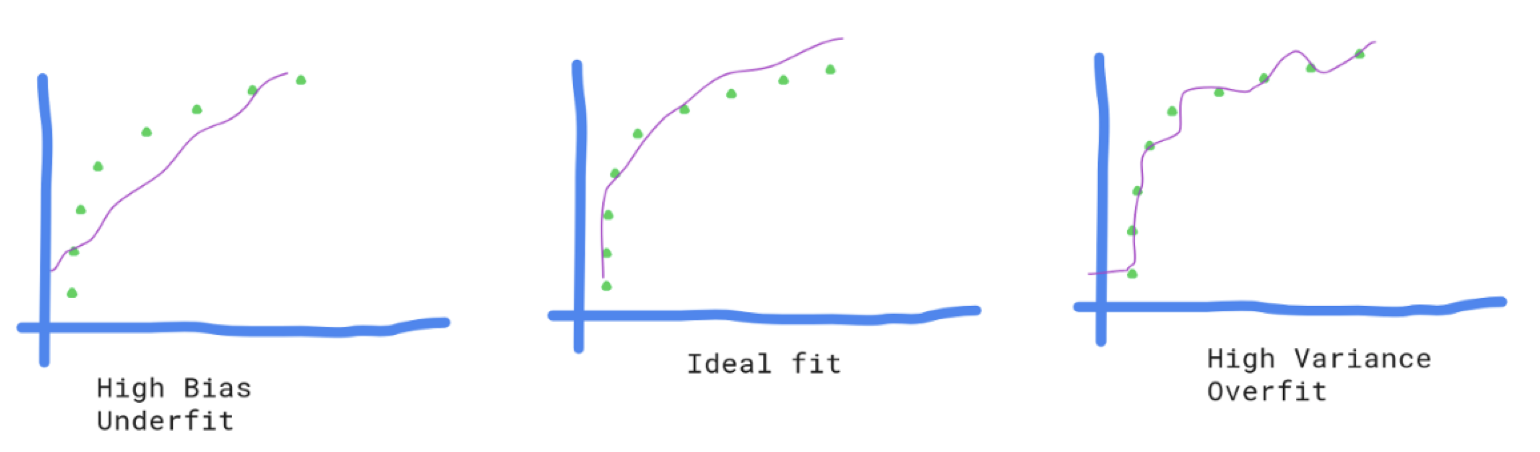 High Bias
Underfit
Ideal fit
High Variance
Overfit